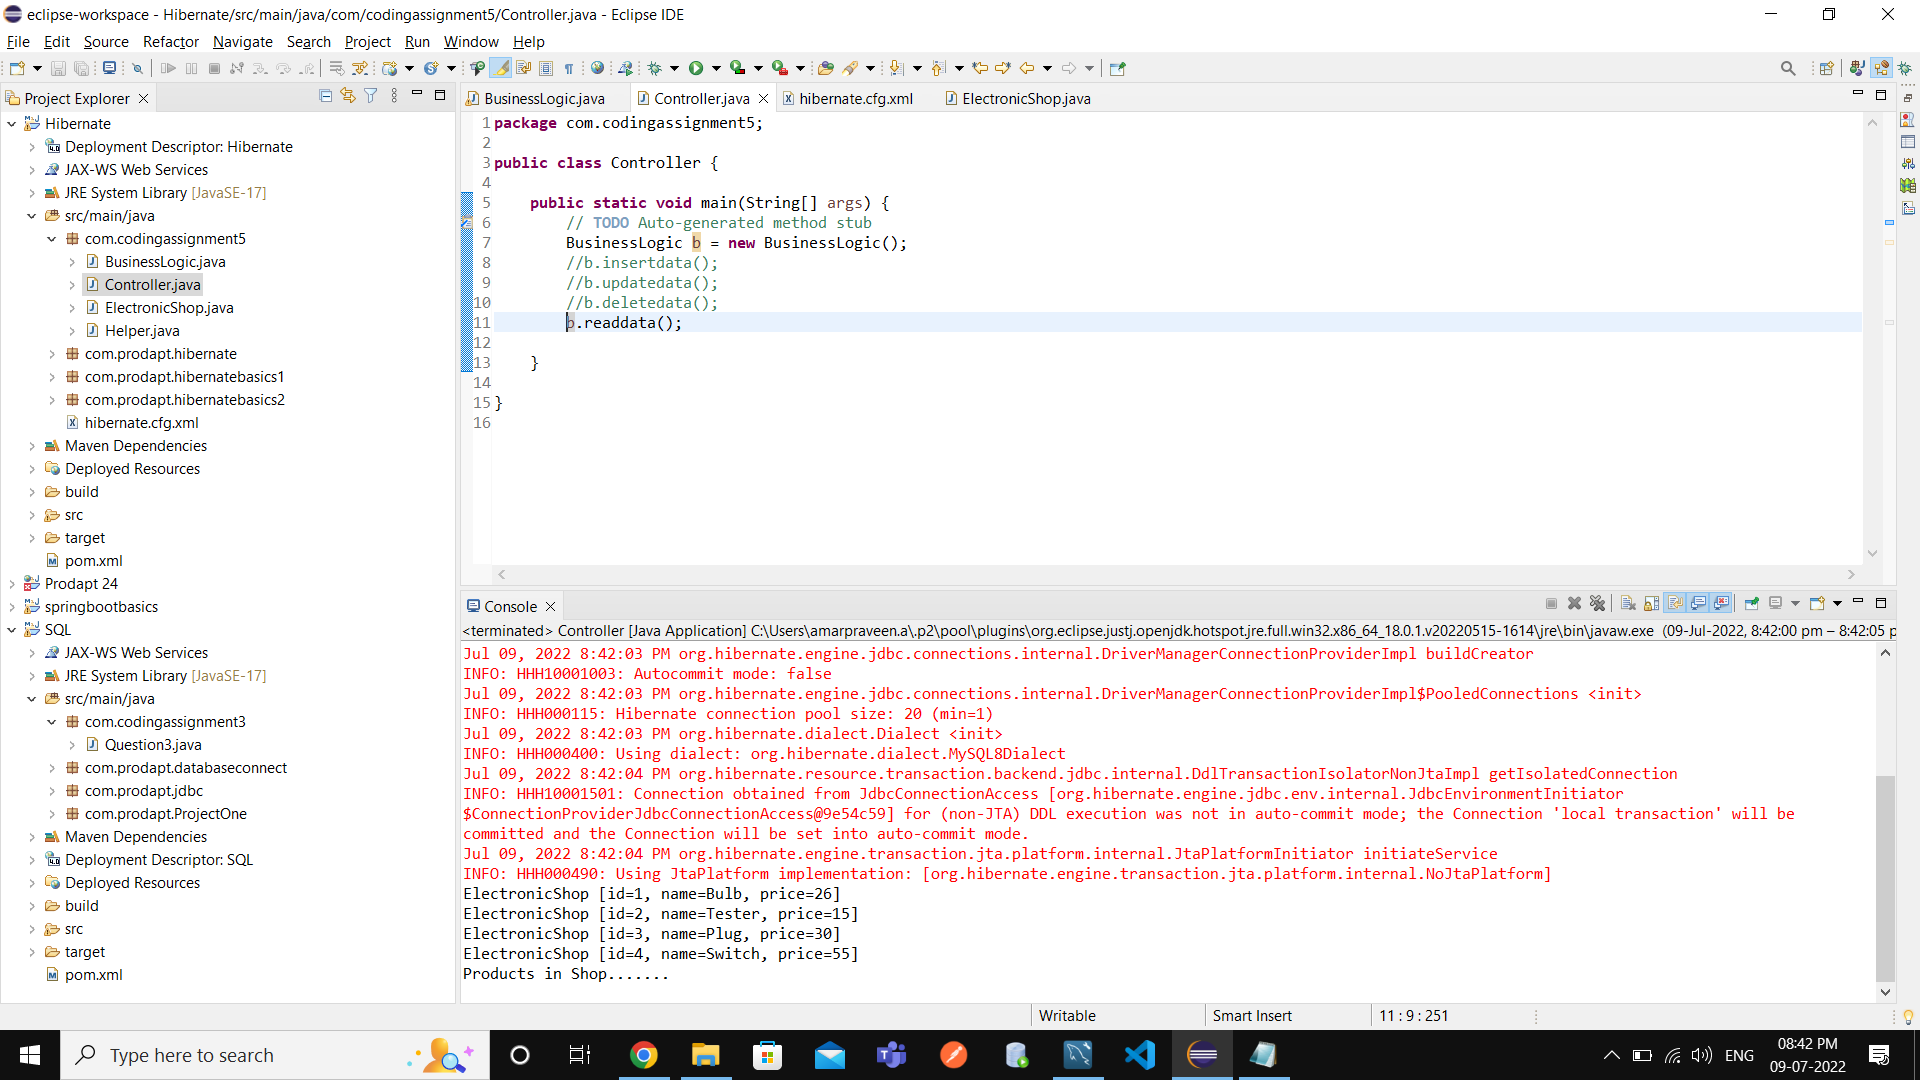 eclipse-workspace - Hibernate/src/main/java/com/codingassignment5/Controller.java - Eclipse IDE
File Edit Source Refactor Navigate Search Project Run Window Help
Project Explorer
Hibernate
Deployment Descriptor: Hibernate
JAX-WS Web Services
JRE System Library [JavaSE-17]
src/main/java
com.codingassignment5
BusinessLogic.java
Controller.java
ElectronicShop.java
Helper.java
com.prodapt.hibernate
com.prodapt.hibernatebasics1
com.prodapt.hibernatebasics2
hibernate.cfg.xml
Maven Dependencies
Deployed Resources
build
src
target
pom.xml
Prodapt 24
springbootbasics
SQL
JAX-WS Web Services
JRE System Library [JavaSE-17]
src/main/java
com.codingassignment3
Question3.java
com.prodapt.databaseconnect
com.prodapt.jdbc
com.prodapt.ProjectOne
Maven Dependencies
Deployment Descriptor: SQL
Deployed Resources
build
src
target
pom.xml
BusinessLogic.java Controller.java hibernate.cfg.xml ElectronicShop.java
1 package com.codingassignment5;
2
3 public class Controller {
4
5 public static void main(String[] args) {
6 // TODO Auto-generated method stub
7 BusinessLogic b = new BusinessLogic();
8 //b.insertdata();
9 //b.updatedata();
10 //b.deletedata();
11 b.readdata();
12
13 }
14
15 }
16
Console
<terminated> Controller [Java Application] C:\Users\amarpraveen.a\.p2\pool\plugins\org.eclipse.justj.openjdk.hotspot.jre.full.win32.x86_64_18.0.1.v20220515-1614\jre\bin\javaw.exe (09-Jul-2022, 8:42:00 pm – 8:42:05 p
Jul 09, 2022 8:42:03 PM org.hibernate.engine.jdbc.connections.internal.DriverManagerConnectionProviderImpl buildCreator
INFO: HHH10001003: Autocommit mode: false
Jul 09, 2022 8:42:03 PM org.hibernate.engine.jdbc.connections.internal.DriverManagerConnectionProviderImpl$PooledConnections <init>
INFO: HHH000115: Hibernate connection pool size: 20 (min=1)
Jul 09, 2022 8:42:03 PM org.hibernate.dialect.Dialect <init>
INFO: HHH000400: Using dialect: org.hibernate.dialect.MySQL8Dialect
Jul 09, 2022 8:42:04 PM org.hibernate.resource.transaction.backend.jdbc.internal.DdlTransactionIsolatorNonJtaImpl getIsolatedConnection
INFO: HHH10001501: Connection obtained from JdbcConnectionAccess [org.hibernate.engine.jdbc.env.internal.JdbcEnvironmentInitiator
$ConnectionProviderJdbcConnectionAccess@9e54c59] for (non-JTA) DDL execution was not in auto-commit mode; the Connection 'local transaction' will be
committed and the Connection will be set into auto-commit mode.
Jul 09, 2022 8:42:04 PM org.hibernate.engine.transaction.jta.platform.internal.JtaPlatformInitiator initiateService
INFO: HHH000490: Using JtaPlatform implementation: [org.hibernate.engine.transaction.jta.platform.internal.NoJtaPlatform]
ElectronicShop [id=1, name=Bulb, price=26]
ElectronicShop [id=2, name=Tester, price=15]
ElectronicShop [id=3, name=Plug, price=30]
ElectronicShop [id=4, name=Switch, price=55]
Products in Shop.......
Writable Smart Insert 11 : 9 : 251
Type here to search
ENG
08:42 PM
09-07-2022